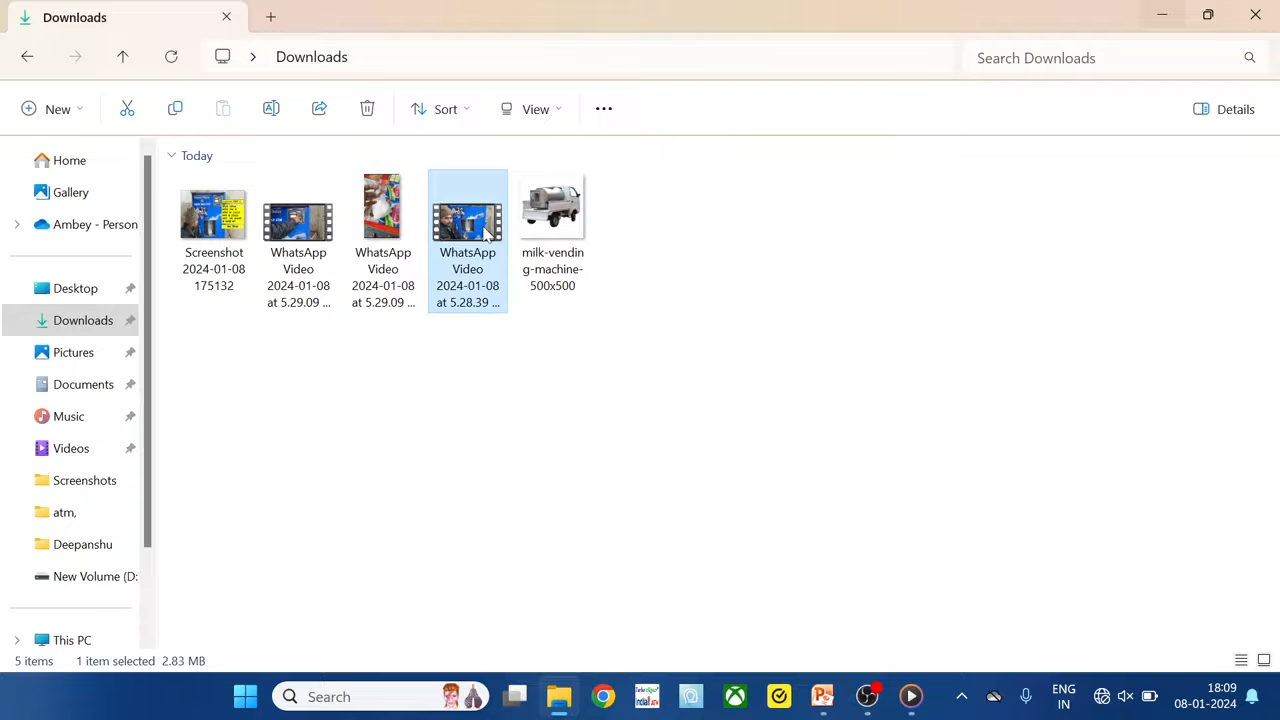 Downloads
Downloads
Search Downloads
New
Sort
View
Details
Home
Gallery
Ambey - Person
Desktop
Downloads
Pictures
Documents
Music
Videos
Screenshots
atm,
Deepanshu
New Volume (D:
This PC
Today
Screenshot
2024-01-08
175132
WhatsApp
Video
2024-01-08
at 5.29.09 ...
WhatsApp
Video
2024-01-08
at 5.29.09 ...
WhatsApp
Video
2024-01-08
at 5.28.39 ...
milk-vendin
g-machine-
500x500
5 items
1 item selected 2.83 MB
Search
ENG
IN
18:09
08-01-2024